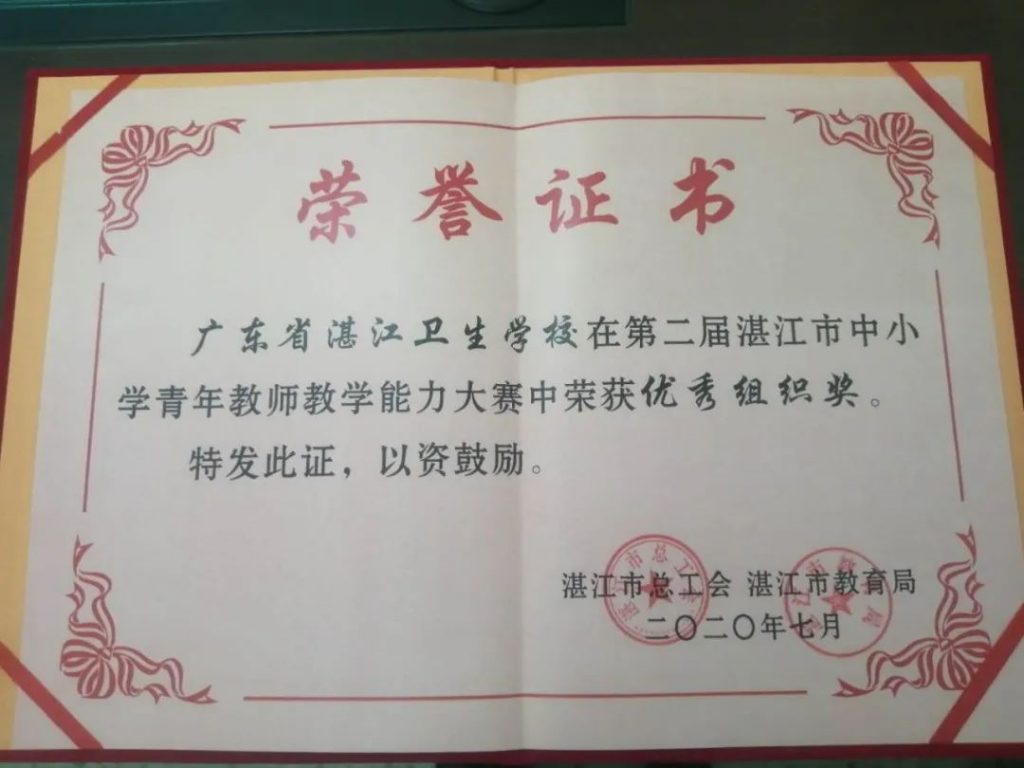 荣誉证书
广东省湛江卫生学校在第二届湛江市中小
学青年教师教学能力大赛中荣获优秀组织奖。
特发此证，以资鼓励。
湛江市总工会 湛江市教育局
二〇二〇年七月